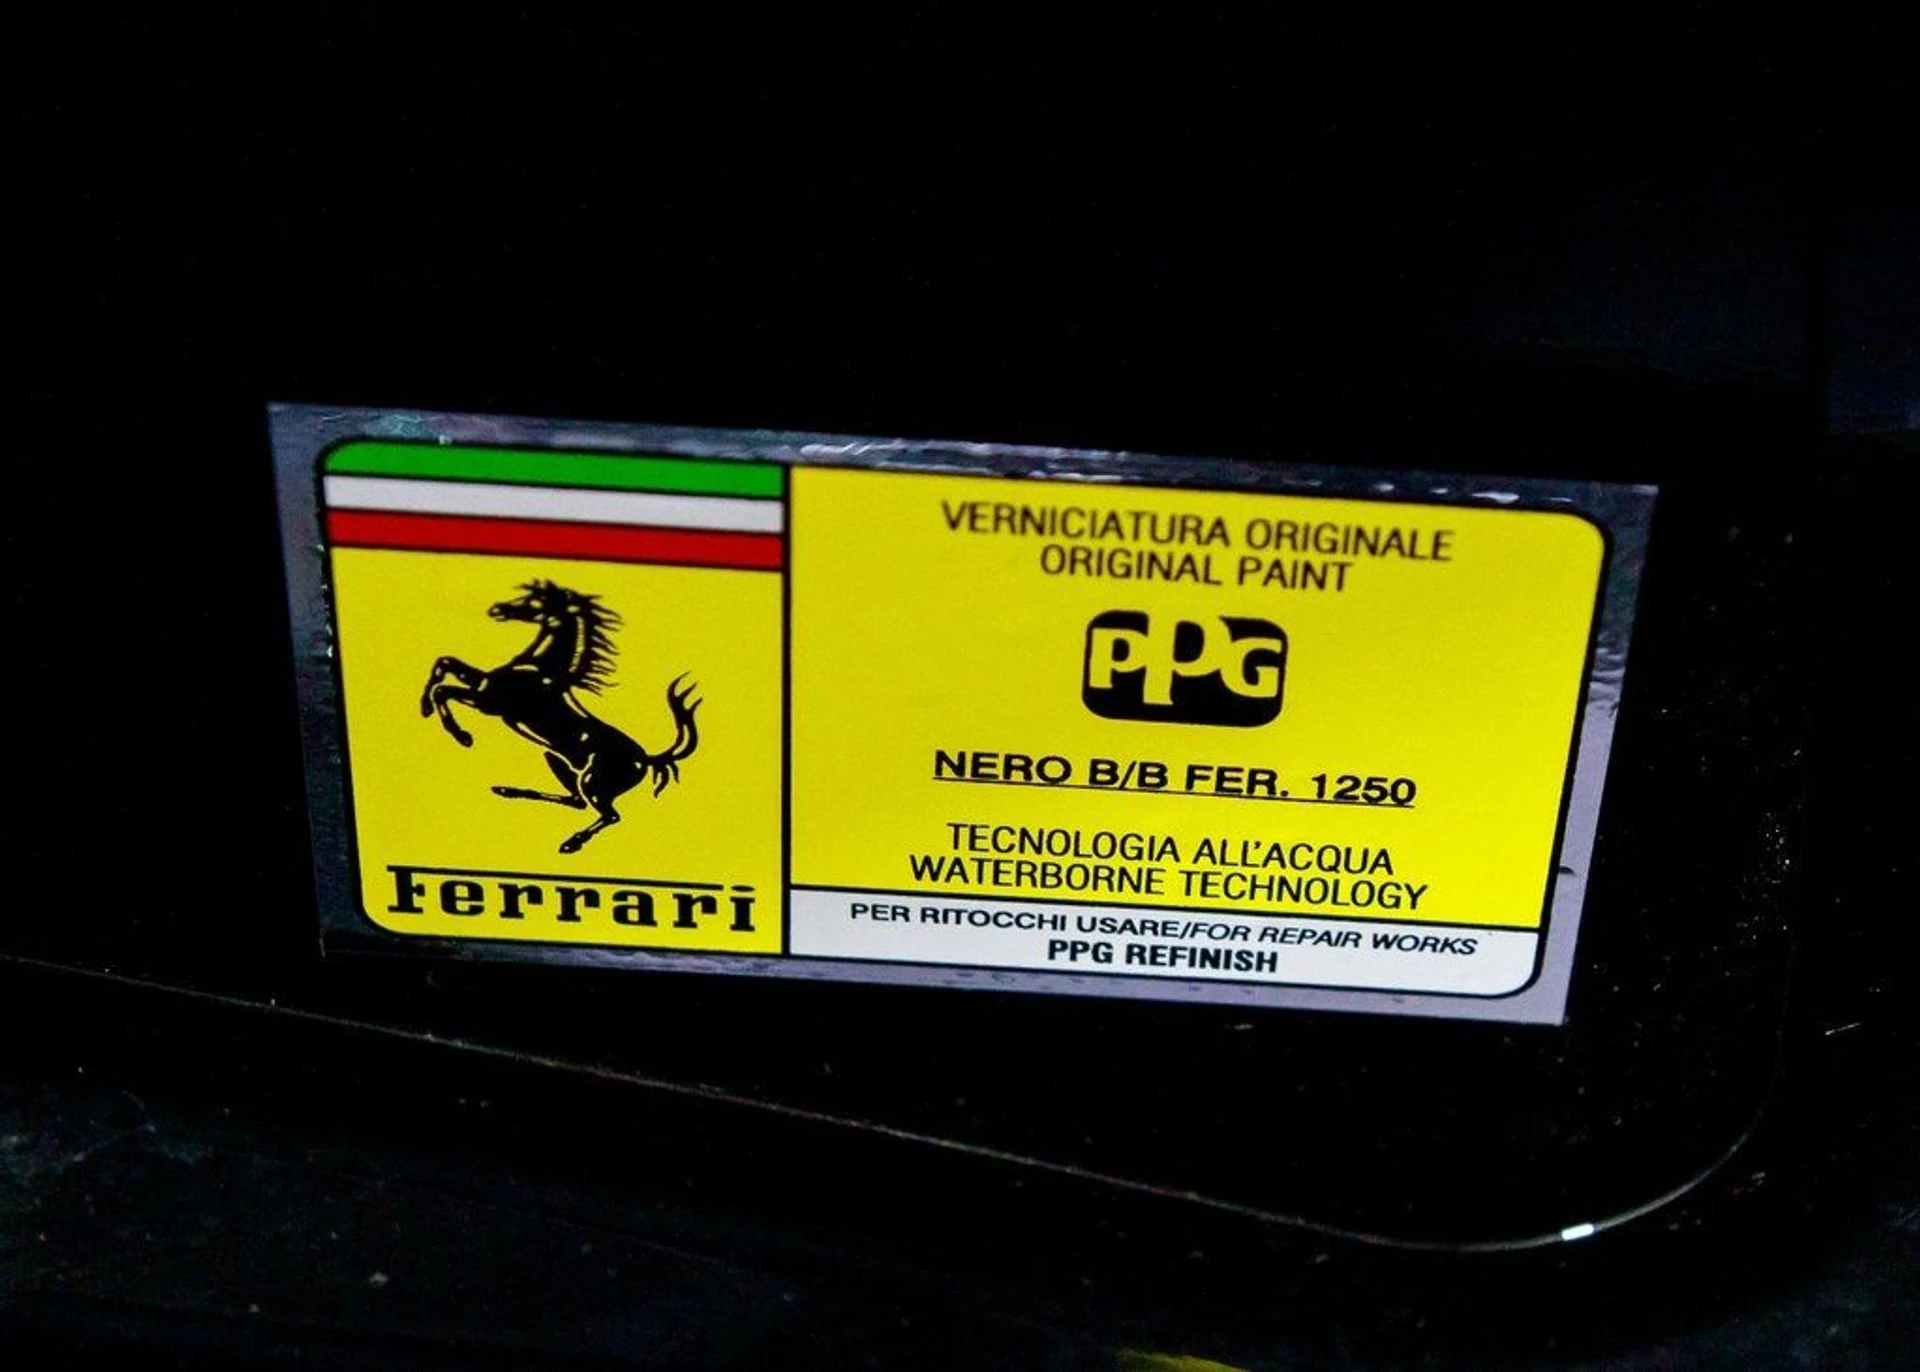 Ferrari
VERNICIATURA ORIGINALE
ORIGINAL PAINT
PPG
NERO B/B FER. 1250
TECNOLOGIA ALL'ACQUA
WATERBORNE TECHNOLOGY
PER RITOCCHI USARE/FOR REPAIR WORKS
PPG REFINISH